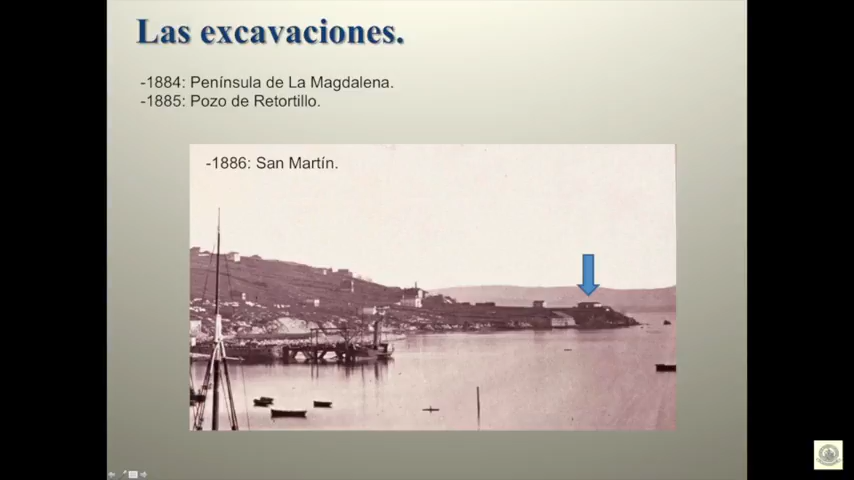 Las excavaciones.
-1884: Península de La Magdalena.
-1885: Pozo de Retortillo.
-1886: San Martín.